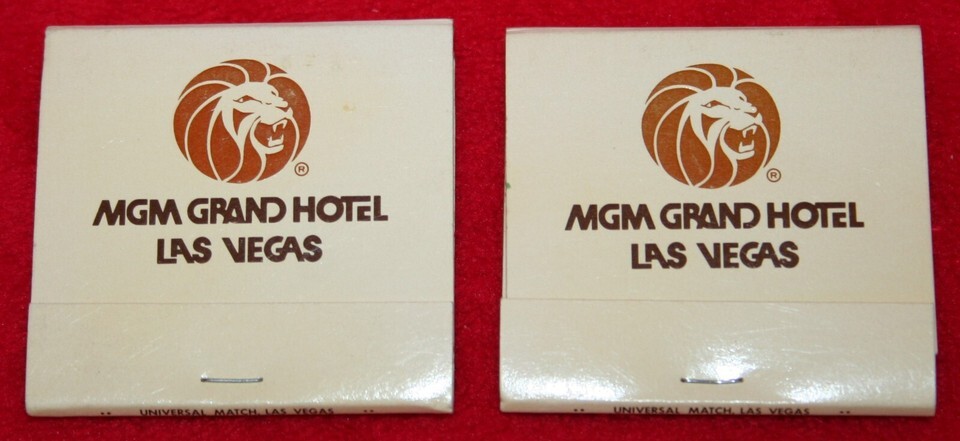 ®
MGM GRAND HOTEL
LAS VEGAS
UNIVERSAL MATCH, LAS VEGAS
®
MGM GRAND HOTEL
LAS VEGAS
UNIVERSAL MATCH, LAS VEGAS